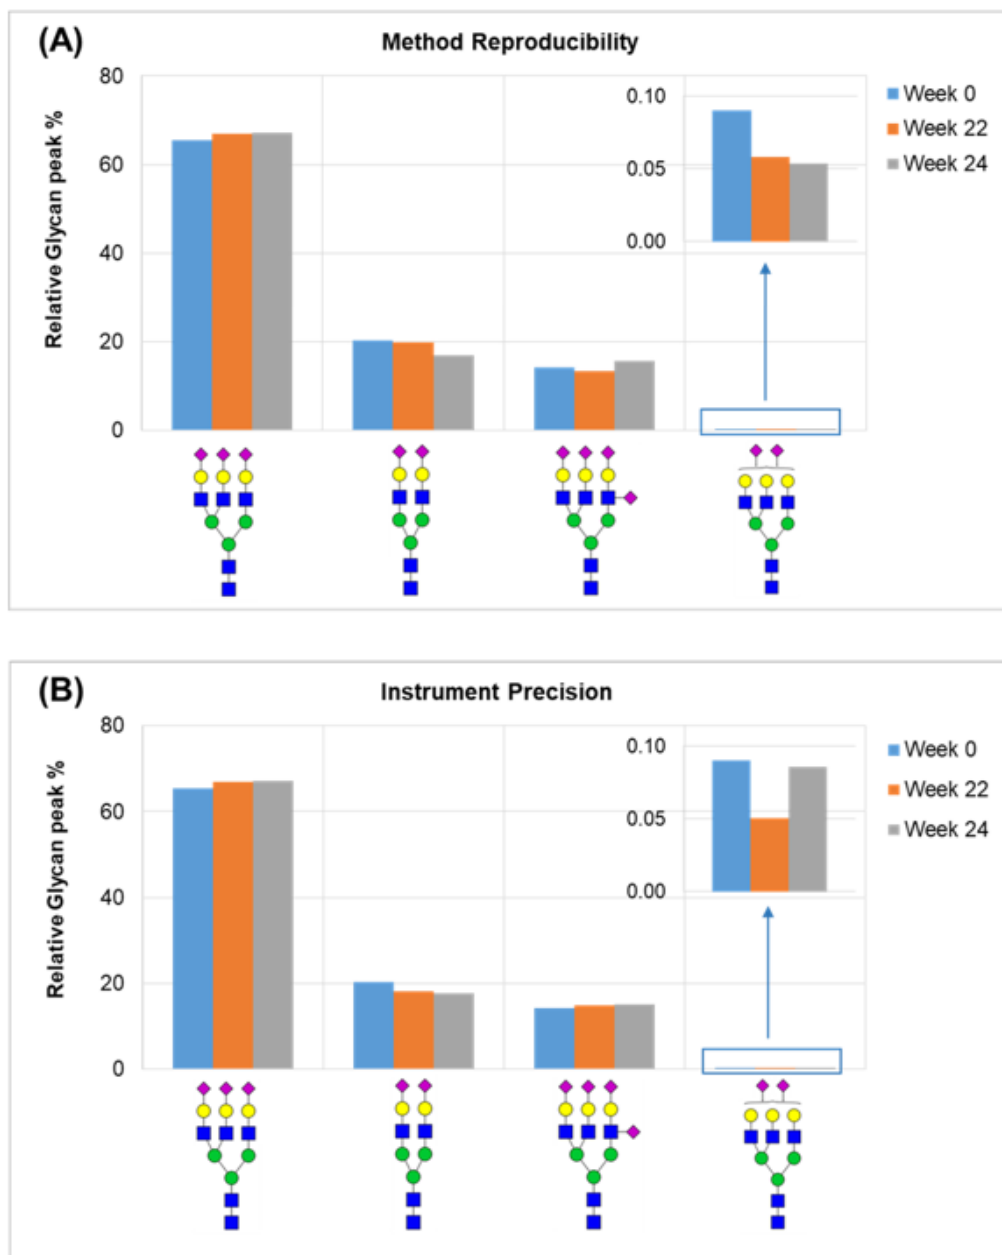 (A)
Method Reproducibility
Relative Glycan peak %
80
60
40
20
0
0.10
0.05
0.00
Week 0
Week 22
Week 24
(B)
Instrument Precision
Relative Glycan peak %
80
60
40
20
0
0.10
0.05
0.00
Week 0
Week 22
Week 24